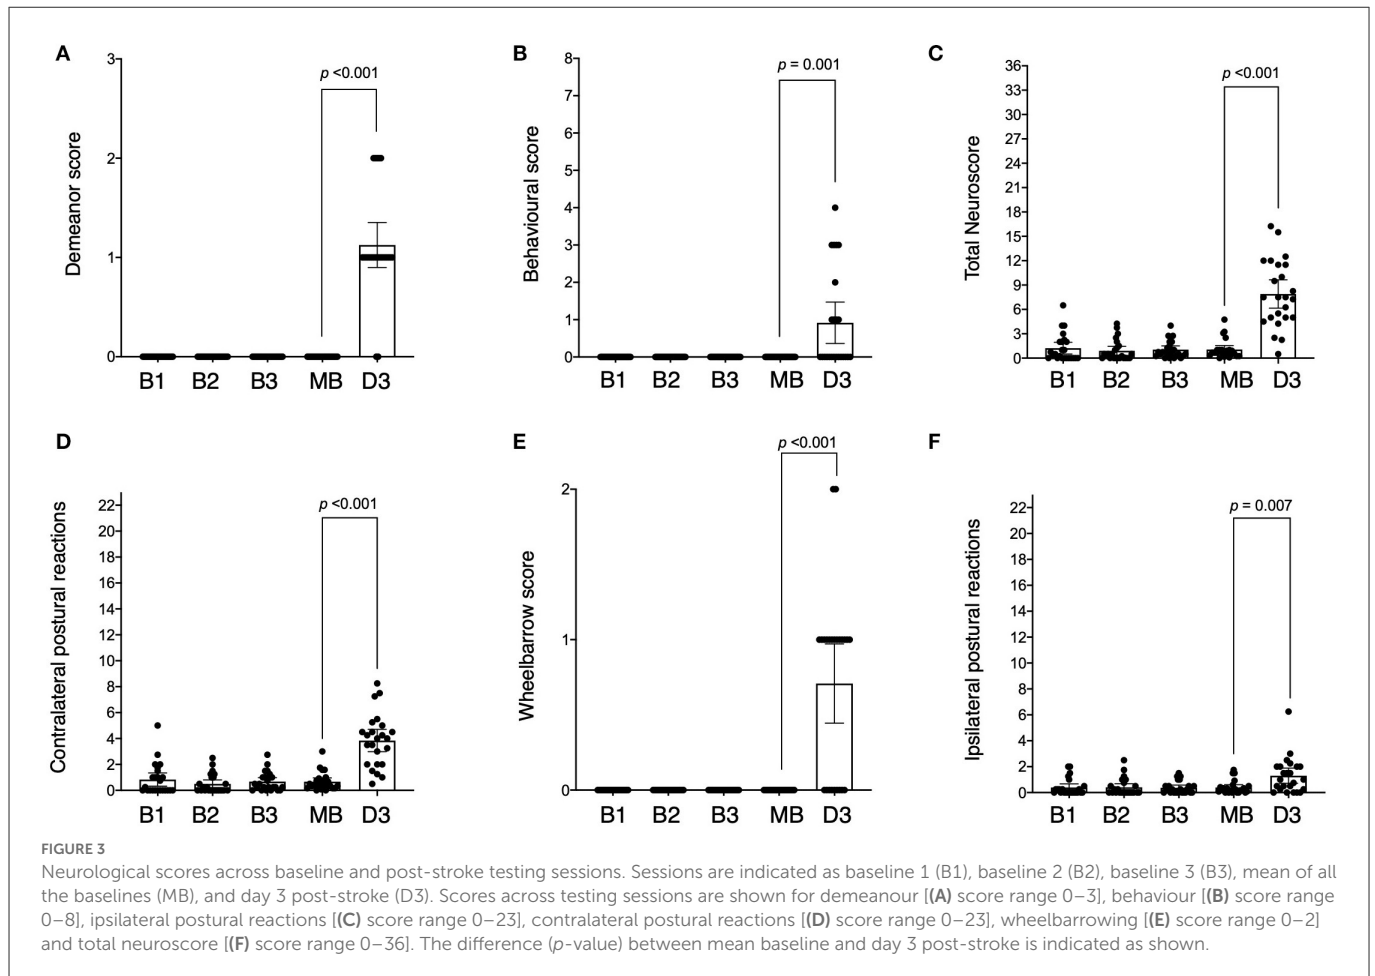 A
3
2
1
0
Demeanor score
p <0.001
B1 B2 B3 MB D3
B
8
7
6
5
4
3
2
1
0
Behavioural score
p = 0.001
B1 B2 B3 MB D3
C
36
33
30
27
24
21
18
15
12
9
6
3
0
Total Neuroscore
p <0.001
B1 B2 B3 MB D3
D
22
20
18
16
14
12
10
8
6
4
2
0
Contralateral postural reactions
p <0.001
B1 B2 B3 MB D3
E
2
1
0
Wheelbarrow score
p <0.001
B1 B2 B3 MB D3
F
22
20
18
16
14
12
10
8
6
4
2
0
Ipsilateral postural reactions
p = 0.007
B1 B2 B3 MB D3
FIGURE 3
Neurological scores across baseline and post-stroke testing sessions. Sessions are indicated as baseline 1 (B1), baseline 2 (B2), baseline 3 (B3), mean of all
the baselines (MB), and day 3 post-stroke (D3). Scores across testing sessions are shown for demeanour [(A) score range 0–3], behaviour [(B) score range
0–8], ipsilateral postural reactions [(C) score range 0–23], contralateral postural reactions [(D) score range 0–23], wheelbarrowing [(E) score range 0–2]
and total neuroscore [(F) score range 0–36]. The difference (p-value) between mean baseline and day 3 post-stroke is indicated as shown.